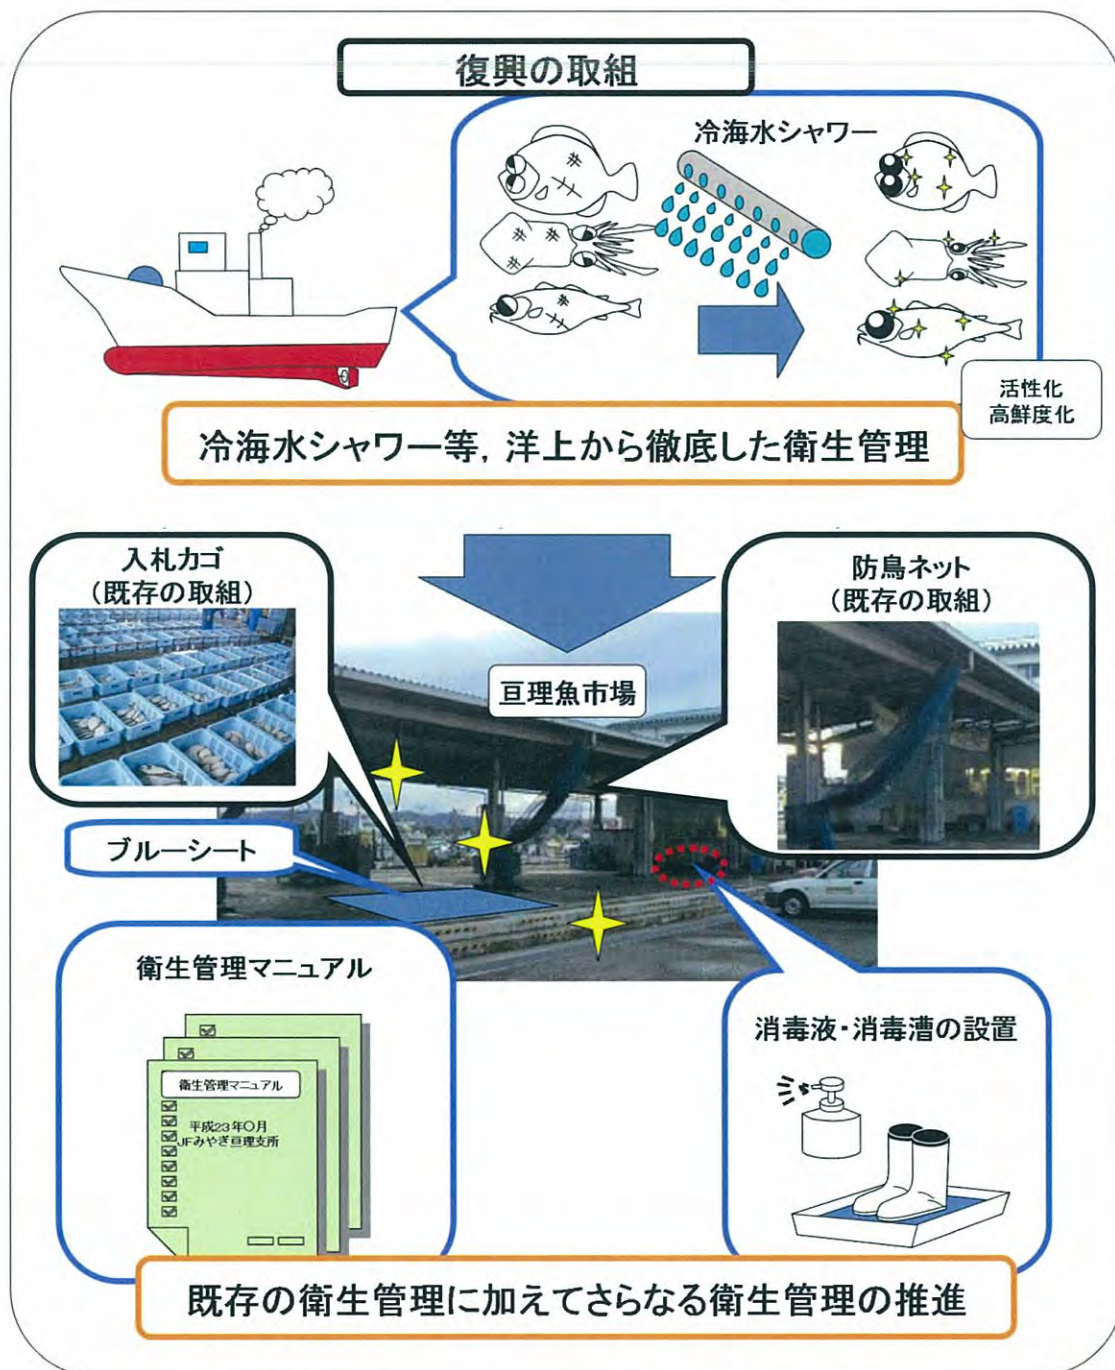 復興の取組
冷海水シャワー
活性化
高鮮度化
冷海水シャワー等，洋上から徹底した衛生管理
入札カゴ
（既存の取組）
防鳥ネット
（既存の取組）
亘理魚市場
ブルーシート
衛生管理マニュアル
衛生管理マニュアル
平成23年〇月
JFみやぎ亘理支所
消毒液・消毒漕の設置
既存の衛生管理に加えてさらなる衛生管理の推進